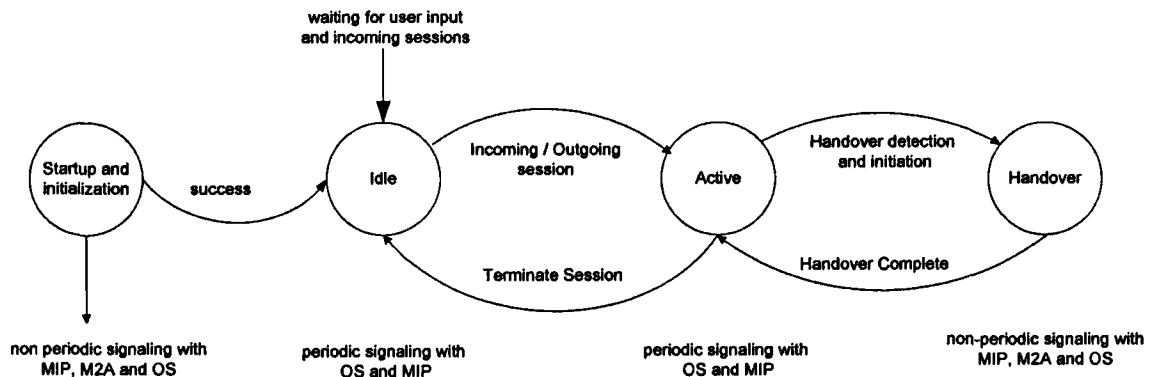 waiting for user input
and incoming sessions
Startup and
initialization
success
Idle
Incoming / Outgoing
session
Active
Handover detection
and initiation
Handover
Terminate Session
Handover Complete
non periodic signaling with
MIP, M2A and OS
periodic signaling with
OS and MIP
periodic signaling with
OS and MIP
non-periodic signaling with
MIP, M2A and OS